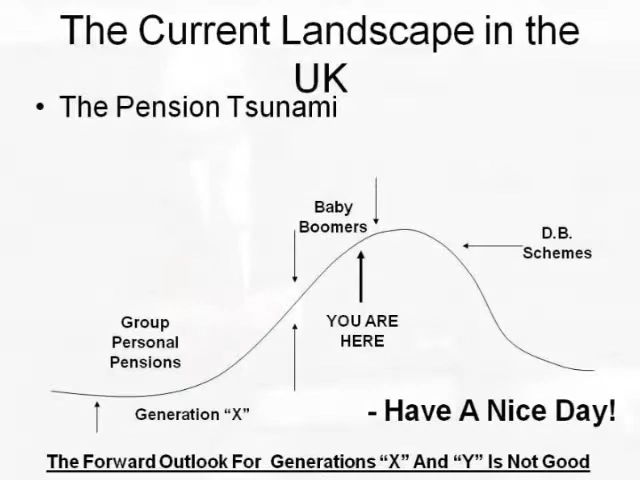 The Current Landscape in the
UK
• The Pension Tsunami
Baby
Boomers
D.B.
Schemes
YOU ARE
HERE
Group
Personal
Pensions
Generation “X”
- Have A Nice Day!
The Forward Outlook For Generations “X” And “Y” Is Not Good